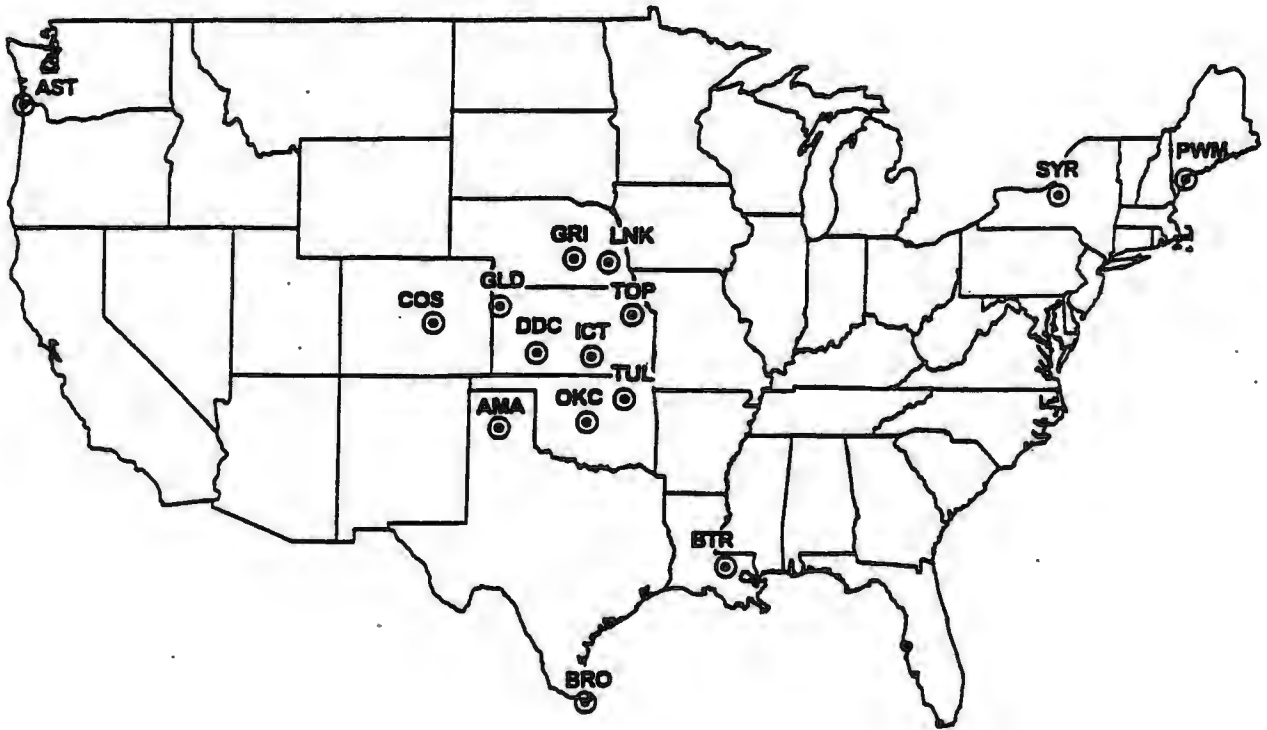 AST
PWM
SYR
GRI
LNK
GLD
COS
TOP
DDC
ICT
TUL
OKC
AMA
BTR
BRO